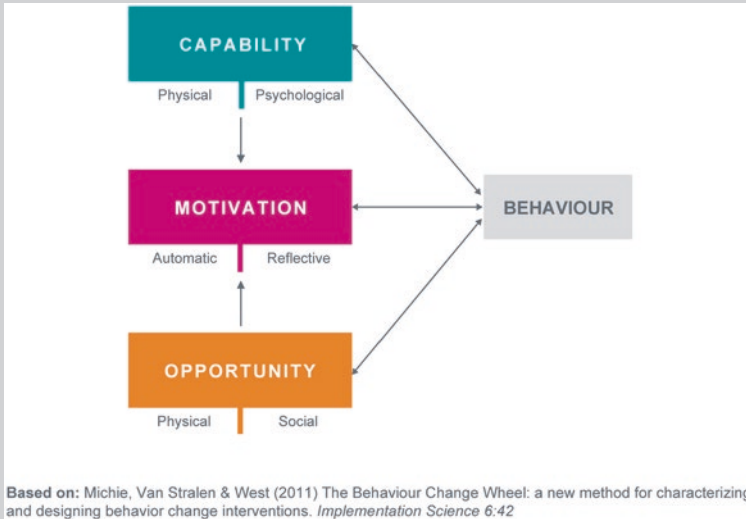 CAPABILITY
Physical Psychological
MOTIVATION
BEHAVIOUR
Automatic Reflective
OPPORTUNITY
Physical Social
Based on: Michie, Van Stralen & West (2011) The Behaviour Change Wheel: a new method for characterizing
and designing behavior change interventions. Implementation Science 6:42